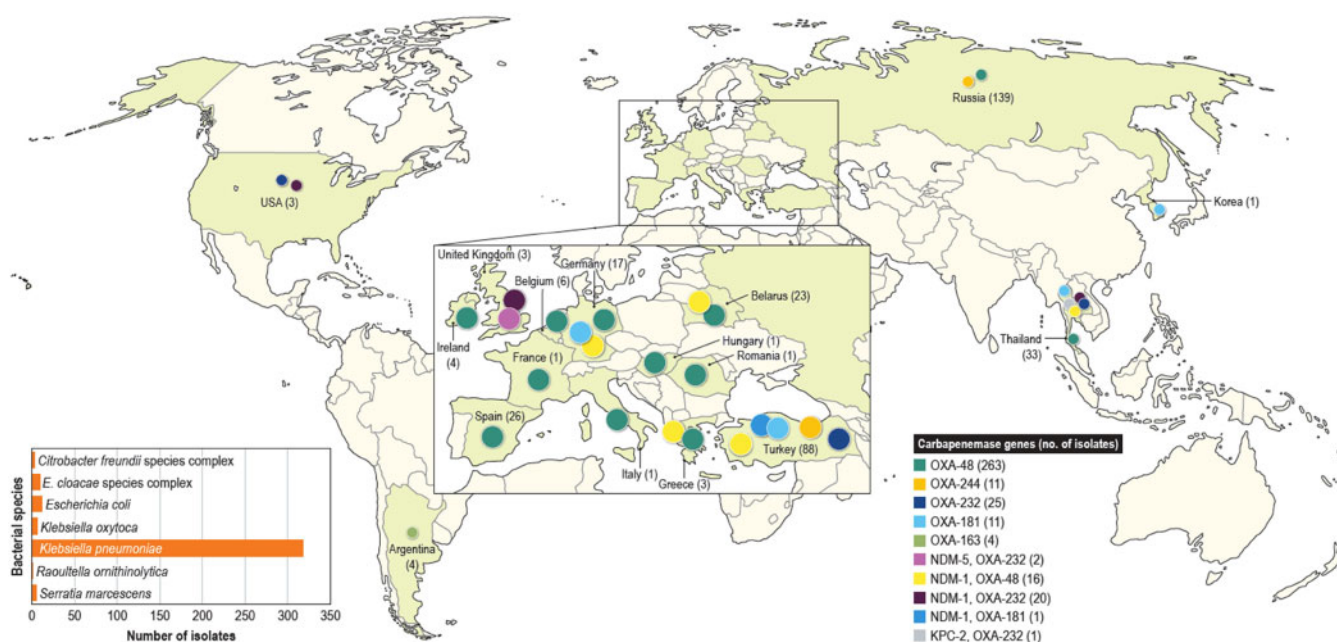 Russia (139)
USA (3)
Korea (1)
United Kingdom (3)
Germany (17)
Belgium (6)
Belarus (23)
Ireland
(4)
Hungary (1)
Romania (1)
France (1)
Thailand
(33)
Spain (26)
Turkey (88)
Italy (1)
Greece (3)
Argentina
(4)
Bacterial species
Citrobacter freundii species complex
E. cloacae species complex
Escherichia coli
Klebsiella oxytoca
Klebsiella pneumoniae
Raoultella ornithinolytica
Serratia marcescens
0 50 100 150 200 250 300 350
Number of isolates
Carbapenemase genes (no. of isolates)
OXA-48 (263)
OXA-244 (11)
OXA-232 (25)
OXA-181 (11)
OXA-163 (4)
NDM-5, OXA-232 (2)
NDM-1, OXA-48 (16)
NDM-1, OXA-232 (20)
NDM-1, OXA-181 (1)
KPC-2, OXA-232 (1)